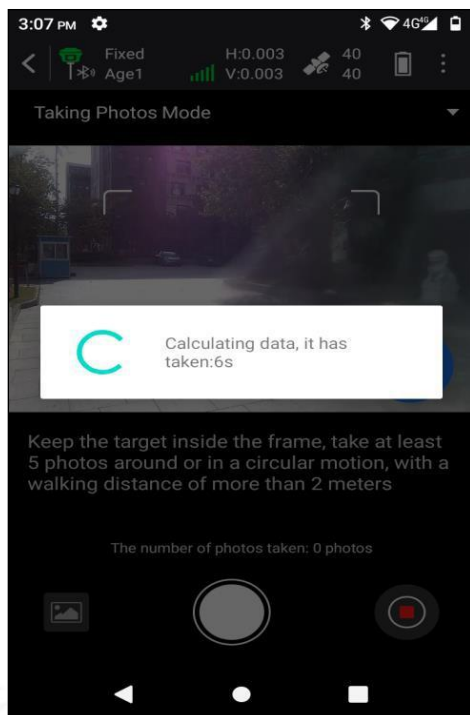 3:07 PM 4G 4G
Fixed H:0.003 40
Age1 V:0.003 40
Taking Photos Mode
Calculating data, it has
taken:6s
Keep the target inside the frame, take at least
5 photos around or in a circular motion, with a
walking distance of more than 2 meters
The number of photos taken: 0 photos